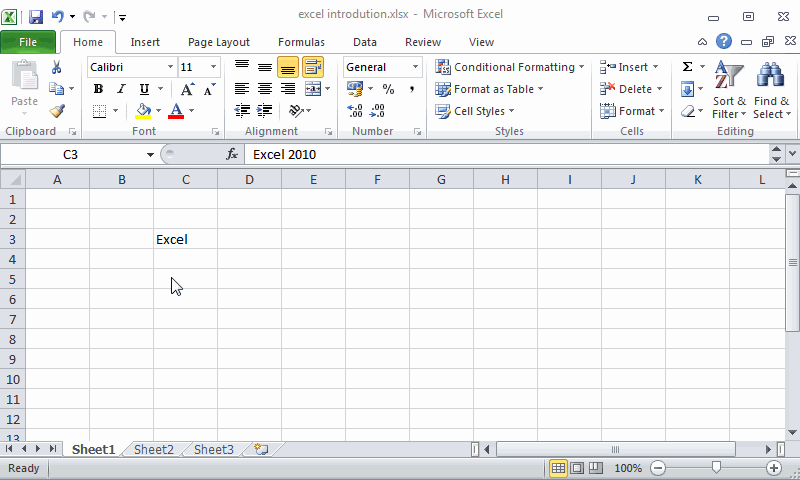 excel introdution.xlsx - Microsoft Excel
File Home Insert Page Layout Formulas Data Review View
Calibri 11 General Conditional Formatting Insert Σ
Paste Format as Table Delete Sort & Filter Find & Select
B I U A A % , Cell Styles Format
A .00 .0
Clipboard Font Alignment Number Styles Cells Editing
C3 fx Excel 2010
A B C D E F G H I J K L
1
2
3 Excel
4
5
6
7
8
9
10
11
12
13
Sheet1 Sheet2 Sheet3
Ready 100%